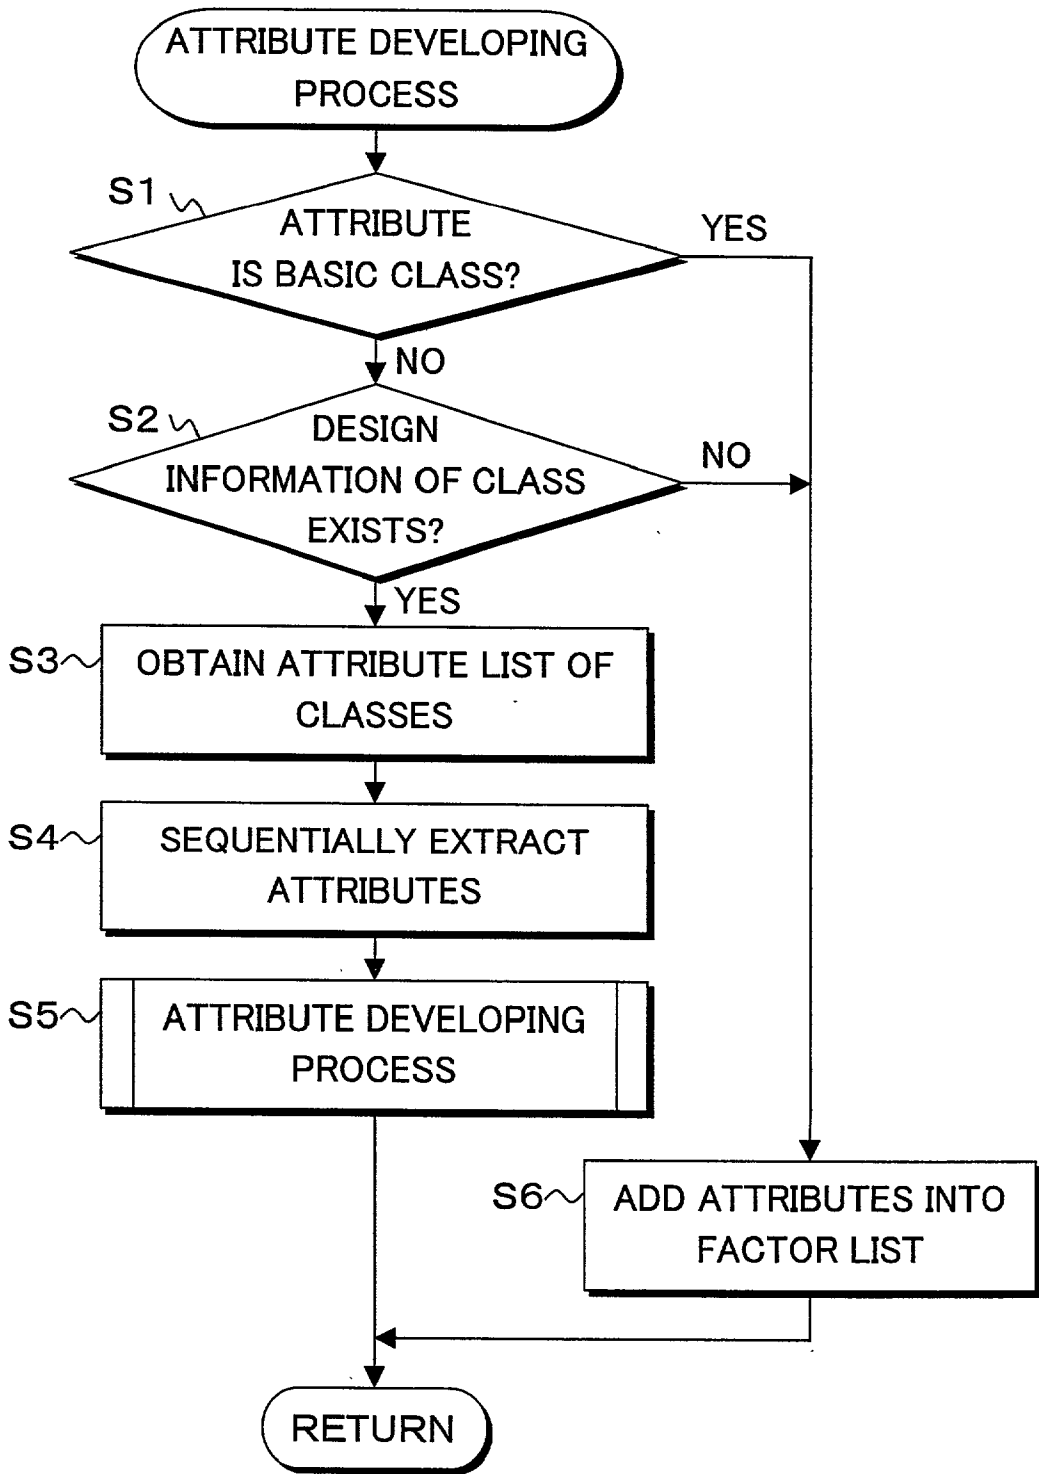 ATTRIBUTE DEVELOPING
PROCESS
S1
ATTRIBUTE
IS BASIC CLASS?
YES
NO
S2
DESIGN
INFORMATION OF CLASS
EXISTS?
NO
YES
S3
OBTAIN ATTRIBUTE LIST OF
CLASSES
S4
SEQUENTIALLY EXTRACT
ATTRIBUTES
S5
ATTRIBUTE DEVELOPING
PROCESS
S6
ADD ATTRIBUTES INTO
FACTOR LIST
RETURN